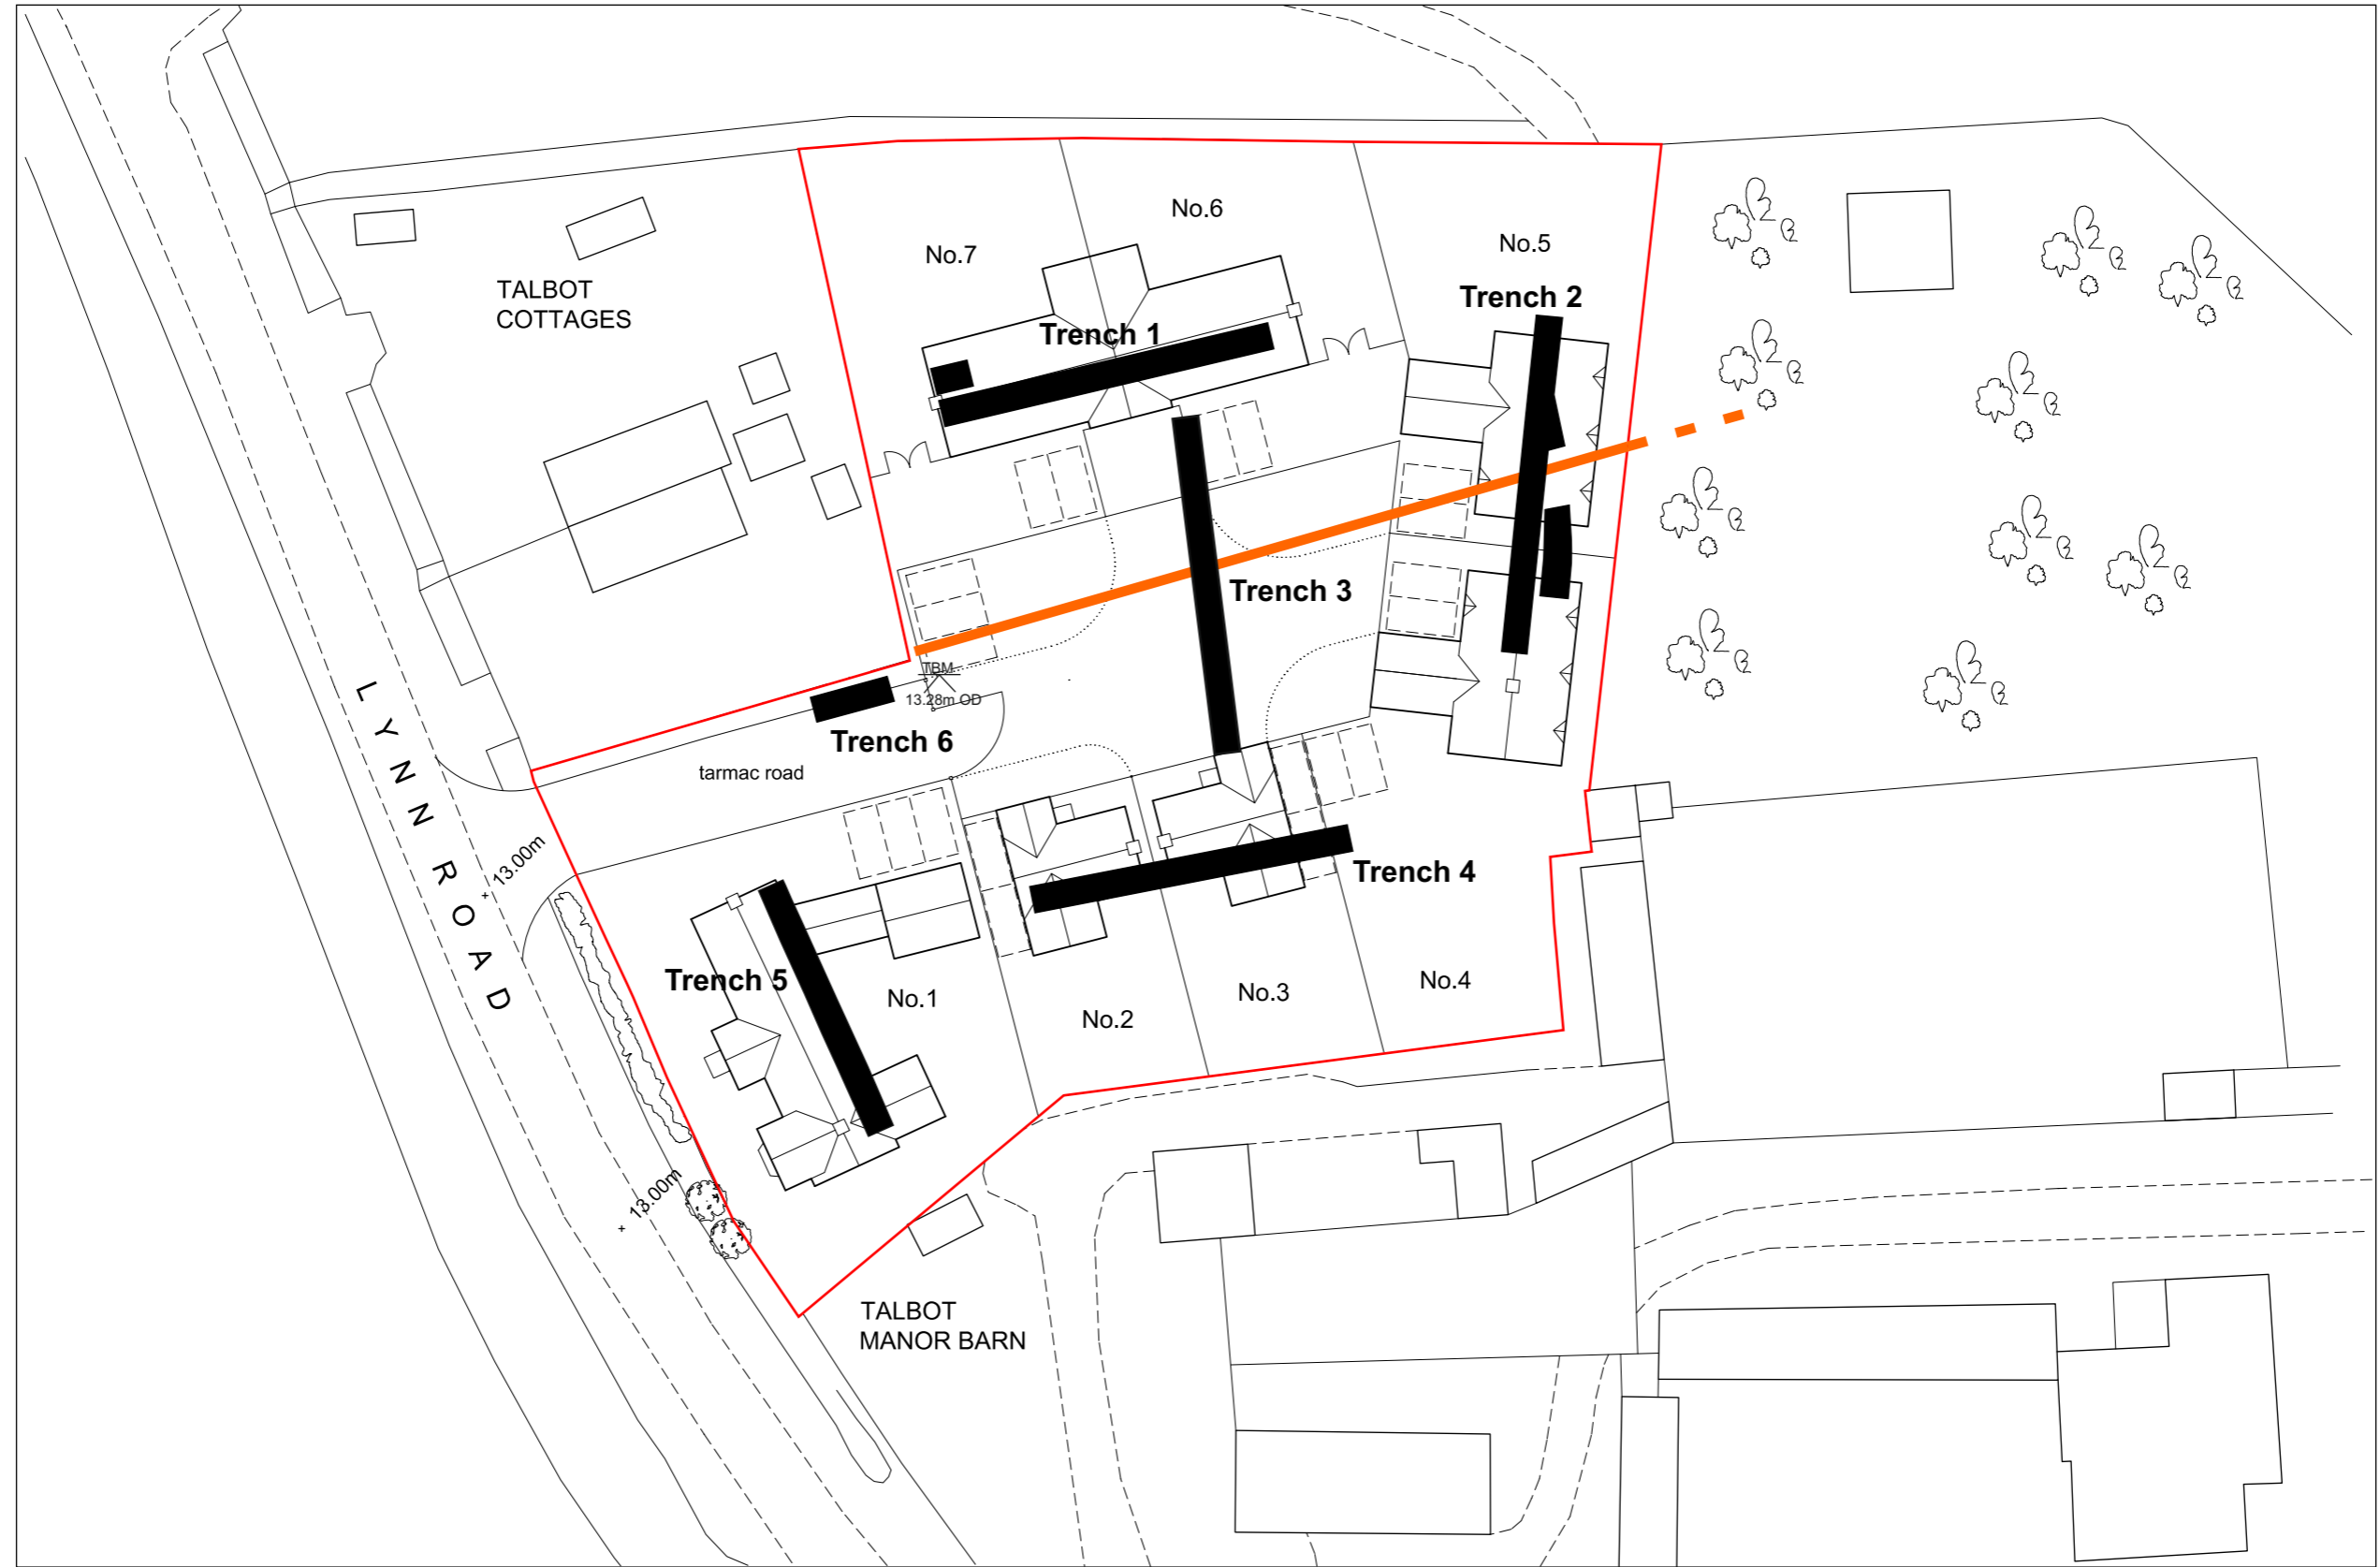 No.6
No.7
No.5
TALBOT
COTTAGES
Trench 2
Trench 1
Trench 3
TBM
13.28m OD
Trench 6
tarmac road
LYNN ROAD
13.00m
Trench 4
Trench 5
No.1
No.2
No.3
No.4
13.00m
TALBOT
MANOR BARN